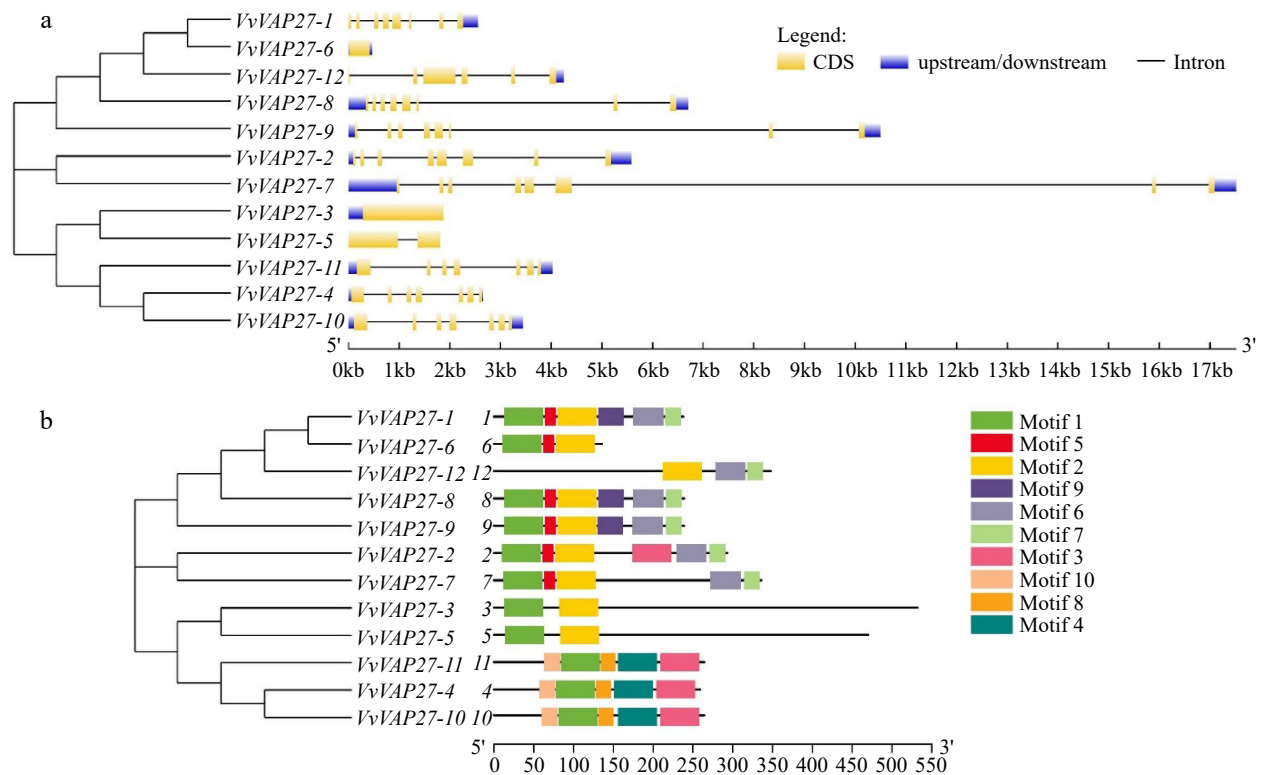 a
VvVAP27-1
VvVAP27-6
VvVAP27-12
VvVAP27-8
VvVAP27-9
VvVAP27-2
VvVAP27-7
VvVAP27-3
VvVAP27-5
VvVAP27-11
VvVAP27-4
VvVAP27-10
Legend:
CDS upstream/downstream Intron
5' 3'
0kb 1kb 2kb 3kb 4kb 5kb 6kb 7kb 8kb 9kb 10kb 11kb 12kb 13kb 14kb 15kb 16kb 17kb
b
VvVAP27-1 1
VvVAP27-6 6
VvVAP27-12 12
VvVAP27-8 8
VvVAP27-9 9
VvVAP27-2 2
VvVAP27-7 7
VvVAP27-3 3
VvVAP27-5 5
VvVAP27-11 11
VvVAP27-4 4
VvVAP27-10 10
Motif 1
Motif 5
Motif 2
Motif 9
Motif 6
Motif 7
Motif 3
Motif 10
Motif 8
Motif 4
5' 3'
0 50 100 150 200 250 300 350 400 450 500 550